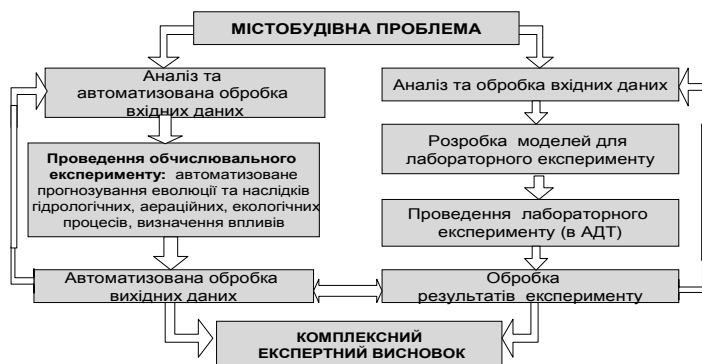 МІСТОБУДІВНА ПРОБЛЕМА
Аналіз та
автоматизована обробка
вхідних даних
Проведення обчислювального
експерименту: автоматизоване
прогнозування еволюції та наслідків
гідрологічних, аераційних, екологічних
процесів, визначення впливів
Автоматизована обробка
вихідних даних
Аналіз та обробка вхідних даних
Розробка моделей для
лабораторного експерименту
Проведення лабораторного
експерименту (в АДТ)
Обробка
результатів експерименту
КОМПЛЕКСНИЙ
ЕКСПЕРТНИЙ ВИСНОВОК